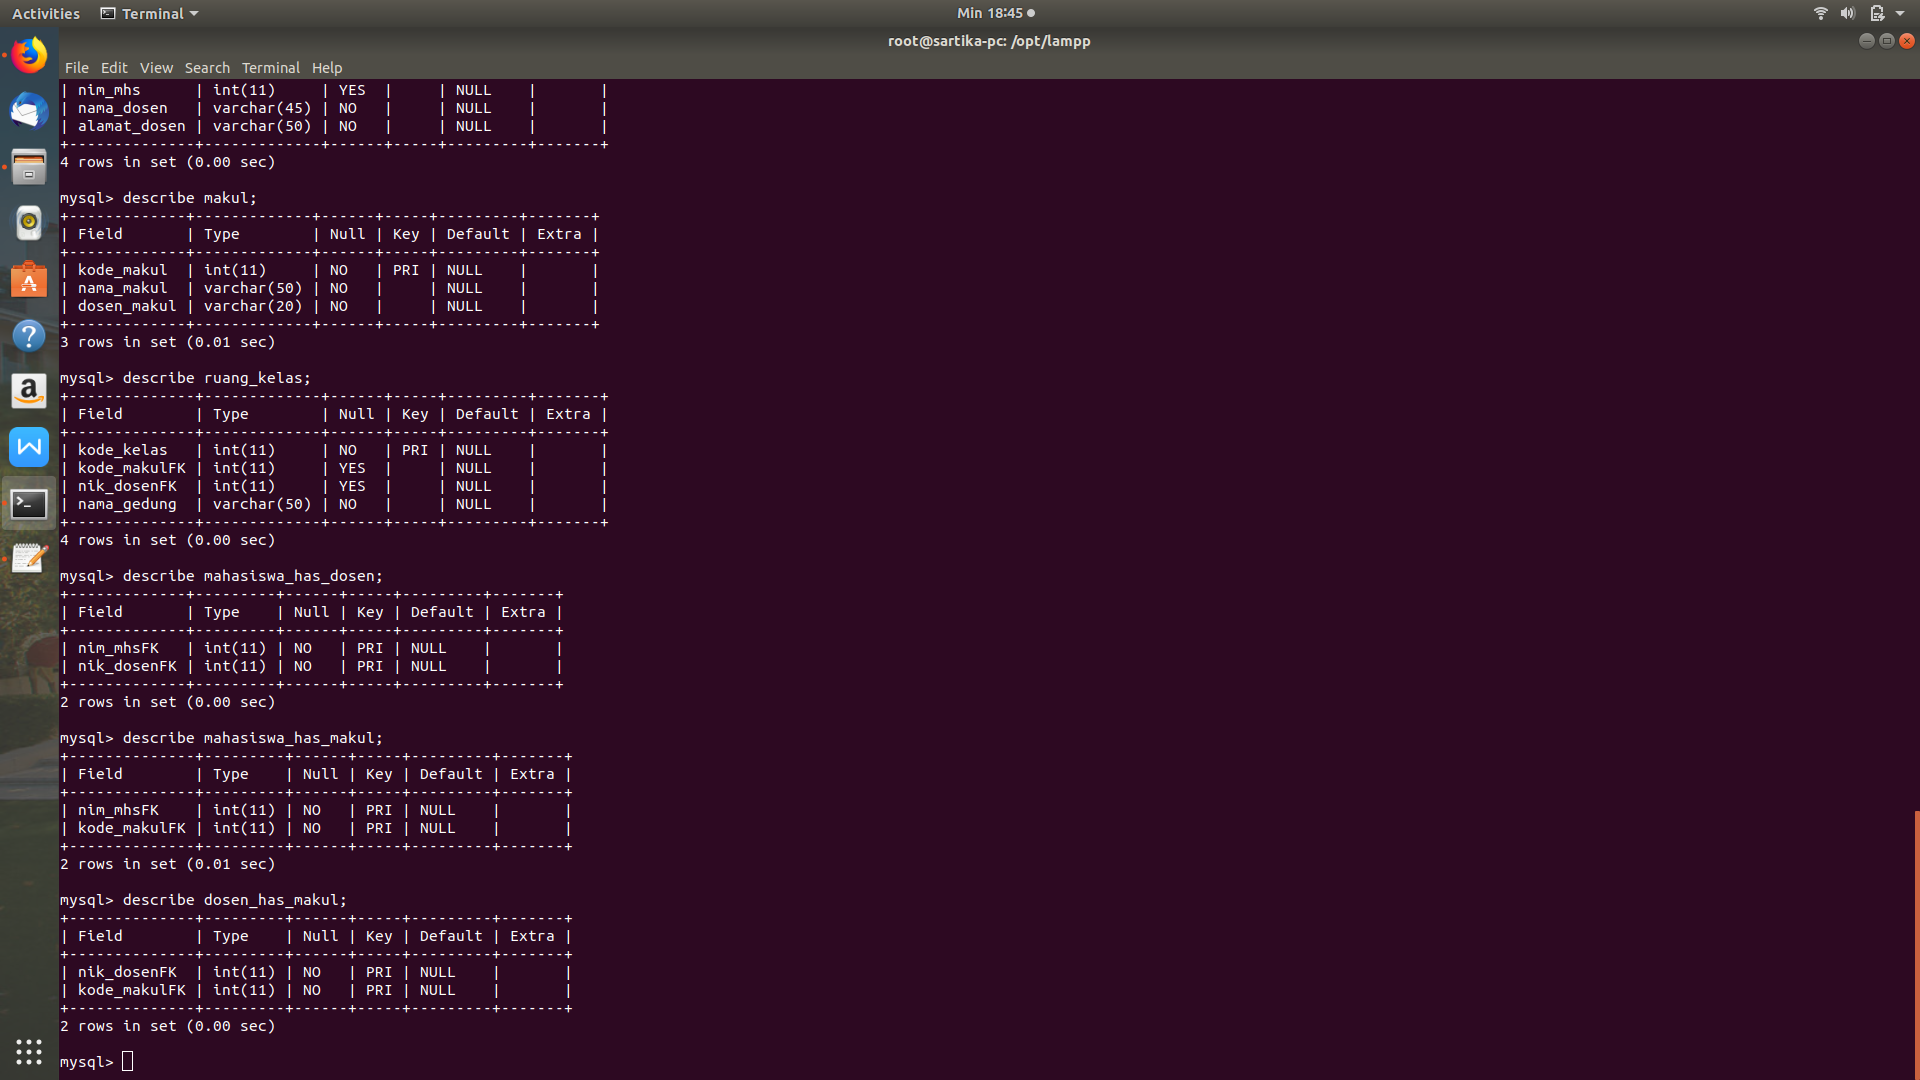 Activities Terminal Min 18:45
root@sartika-pc: /opt/lampp
File Edit View Search Terminal Help
| nim_mhs      | int(11)     | YES  |     | NULL    |       |
| nama_dosen   | varchar(45) | NO   |     | NULL    |       |
| alamat_dosen | varchar(50) | NO   |     | NULL    |       |
+--------------+-------------+------+-----+---------+-------+
4 rows in set (0.00 sec)
mysql> describe makul;
+-------------+-------------+------+-----+---------+-------+
| Field       | Type        | Null | Key | Default | Extra |
+-------------+-------------+------+-----+---------+-------+
| kode_makul  | int(11)     | NO   | PRI | NULL    |       |
| nama_makul  | varchar(50) | NO   |     | NULL    |       |
| dosen_makul | varchar(20) | NO   |     | NULL    |       |
+-------------+-------------+------+-----+---------+-------+
3 rows in set (0.01 sec)
mysql> describe ruang_kelas;
+--------------+-------------+------+-----+---------+-------+
| Field        | Type        | Null | Key | Default | Extra |
+--------------+-------------+------+-----+---------+-------+
| kode_kelas   | int(11)     | NO   | PRI | NULL    |       |
| kode_makulFK | int(11)     | YES  |     | NULL    |       |
| nik_dosenFK  | int(11)     | YES  |     | NULL    |       |
| nama_gedung  | varchar(50) | NO   |     | NULL    |       |
+--------------+-------------+------+-----+---------+-------+
4 rows in set (0.00 sec)
mysql> describe mahasiswa_has_dosen;
+-------------+---------+------+-----+---------+-------+
| Field       | Type    | Null | Key | Default | Extra |
+-------------+---------+------+-----+---------+-------+
| nim_mhsFK   | int(11) | NO   | PRI | NULL    |       |
| nik_dosenFK | int(11) | NO   | PRI | NULL    |       |
+-------------+---------+------+-----+---------+-------+
2 rows in set (0.00 sec)
mysql> describe mahasiswa_has_makul;
+--------------+---------+------+-----+---------+-------+
| Field        | Type    | Null | Key | Default | Extra |
+--------------+---------+------+-----+---------+-------+
| nim_mhsFK    | int(11) | NO   | PRI | NULL    |       |
| kode_makulFK | int(11) | NO   | PRI | NULL    |       |
+--------------+---------+------+-----+---------+-------+
2 rows in set (0.01 sec)
mysql> describe dosen_has_makul;
+--------------+---------+------+-----+---------+-------+
| Field        | Type    | Null | Key | Default | Extra |
+--------------+---------+------+-----+---------+-------+
| nik_dosenFK  | int(11) | NO   | PRI | NULL    |       |
| kode_makulFK | int(11) | NO   | PRI | NULL    |       |
+--------------+---------+------+-----+---------+-------+
2 rows in set (0.00 sec)
mysql>